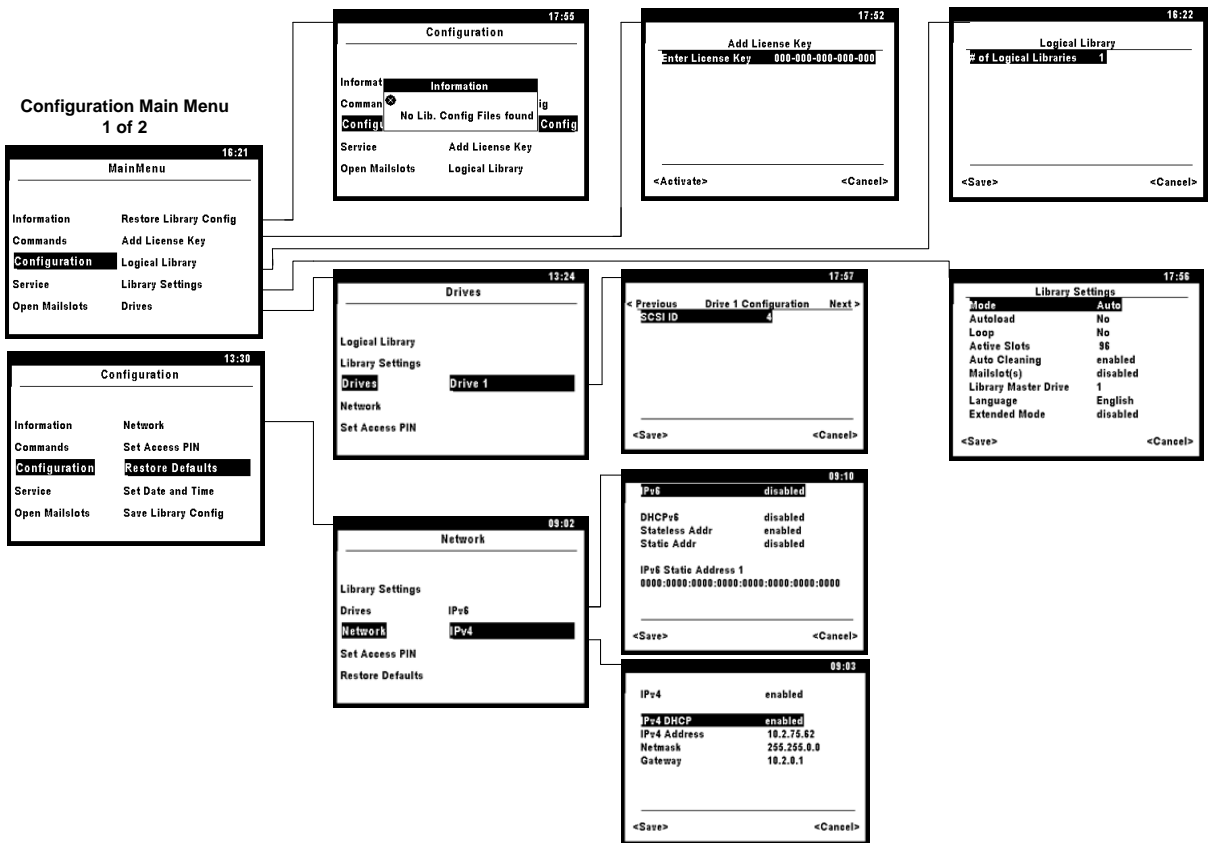 Configuration Main Menu
1 of 2
16:21
MainMenu
Information Restore Library Config
Commands Add License Key
Configuration Logical Library
Service Library Settings
Open Mailslots Drives
13:30
Configuration
Information Network
Commands Set Access PIN
Configuration Restore Defaults
Service Set Date and Time
Open Mailslots Save Library Config
17:55
Configuration
Informat
Information
Comman ig
No Lib. Config Files found
Configu Config
Service Add License Key
Open Mailslots Logical Library
17:52
Add License Key
Enter License Key 000-000-000-000-000
<Activate> <Cancel>
16:22
Logical Library
# of Logical Libraries 1
<Save> <Cancel>
13:24
Drives
Logical Library
Library Settings
Drives Drive 1
Network
Set Access PIN
17:57
< Previous Drive 1 Configuration Next >
SCSI ID 4
<Save> <Cancel>
17:56
Library Settings
Mode Auto
Autoload No
Loop No
Active Slots 96
Auto Cleaning enabled
Mailslot(s) disabled
Library Master Drive 1
Language English
Extended Mode disabled
<Save> <Cancel>
09:02
Network
Library Settings
Drives IPv6
Network IPv4
Set Access PIN
Restore Defaults
09:10
IPv6 disabled
DHCPv6 disabled
Stateless Addr enabled
Static Addr disabled
IPv6 Static Address 1
0000:0000:0000:0000:0000:0000:0000:0000
<Save> <Cancel>
09:03
IPv4 enabled
IPv4 DHCP enabled
IPv4 Address 10.2.75.62
Netmask 255.255.0.0
Gateway 10.2.0.1
<Save> <Cancel>